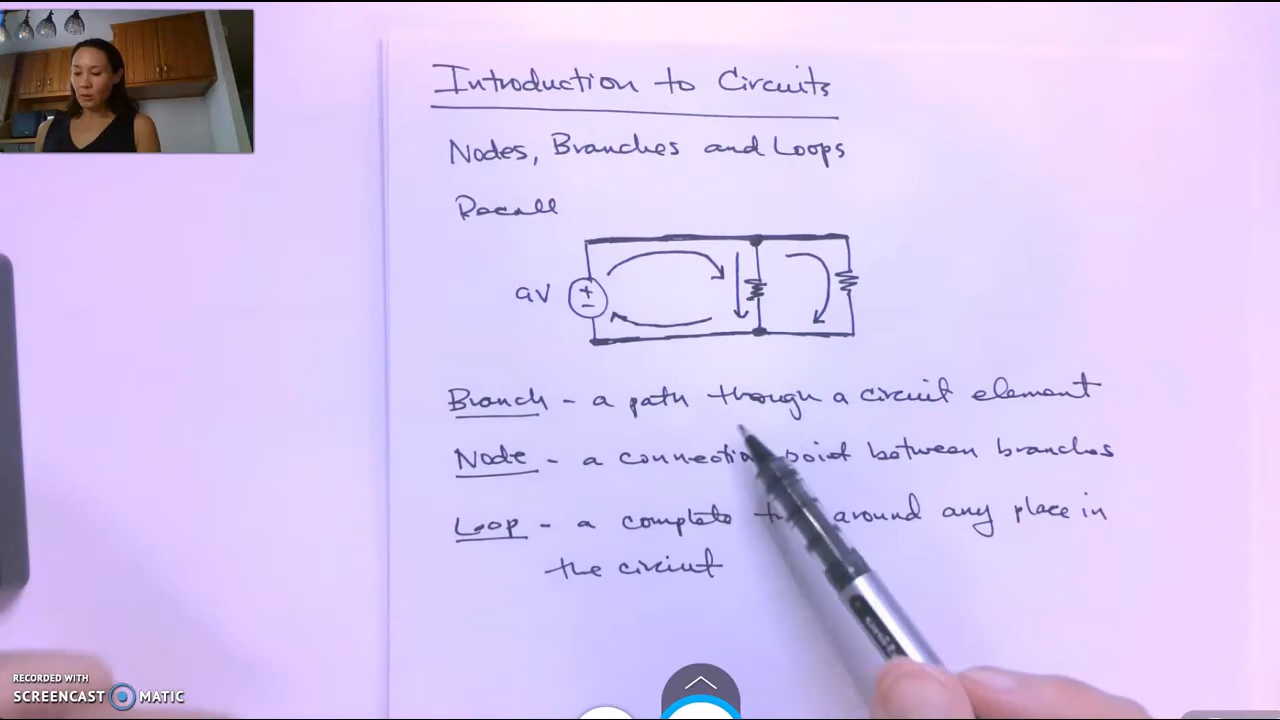 Introduction to Circuits
Nodes, Branches and Loops
Recall
9V
+
-
Branch - a path through a circuit element
Node - a connection point between branches
Loop - a complete around any place in
the circuit
RECORDED WITH
SCREENCAST MATIC